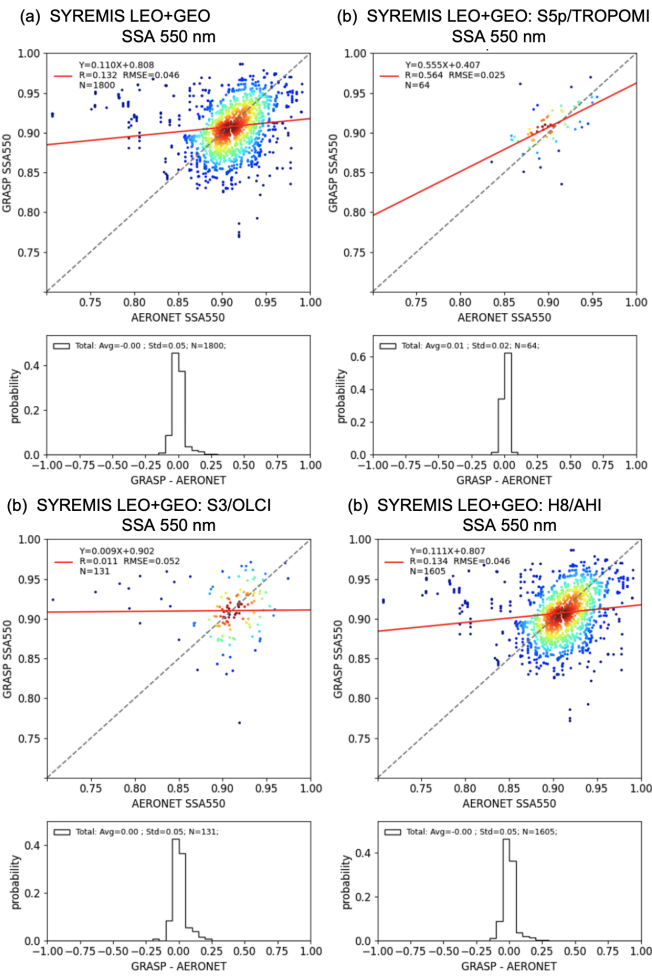 (a) SYREMIS LEO+GEO
SSA 550 nm
Y=0.110X+0.808
R=0.132 RMSE=0.046
N=1800
1.00
0.95
0.90
0.85
0.80
0.75
GRASP SSA550
0.75 0.80 0.85 0.90 0.95 1.00
AERONET SSA550
Total: Avg=-0.00 ; Std=0.05; N=1800;
0.4
0.2
0.0
probability
−1.00 −0.75 −0.50 −0.25 0.00 0.25 0.50 0.75 1.00
GRASP - AERONET
(b) SYREMIS LEO+GEO: S5p/TROPOMI
SSA 550 nm
Y=0.555X+0.407
R=0.564 RMSE=0.025
N=64
1.00
0.95
0.90
0.85
0.80
0.75
GRASP SSA550
0.75 0.80 0.85 0.90 0.95 1.00
AERONET SSA550
Total: Avg=0.01 ; Std=0.02; N=64;
0.6
0.4
0.2
0.0
probability
−1.00 −0.75 −0.50 −0.25 0.00 0.25 0.50 0.75 1.00
GRASP - AERONET
(b) SYREMIS LEO+GEO: S3/OLCI
SSA 550 nm
Y=0.009X+0.902
R=0.011 RMSE=0.052
N=131
1.00
0.95
0.90
0.85
0.80
0.75
GRASP SSA550
0.75 0.80 0.85 0.90 0.95 1.00
AERONET SSA550
Total: Avg=0.00 ; Std=0.05; N=131;
0.4
0.2
0.0
probability
−1.00 −0.75 −0.50 −0.25 0.00 0.25 0.50 0.75 1.00
GRASP - AERONET
(b) SYREMIS LEO+GEO: H8/AHI
SSA 550 nm
Y=0.111X+0.807
R=0.134 RMSE=0.046
N=1605
1.00
0.95
0.90
0.85
0.80
0.75
GRASP SSA550
0.75 0.80 0.85 0.90 0.95 1.00
AERONET SSA550
Total: Avg=-0.00 ; Std=0.05; N=1605;
0.4
0.2
0.0
probability
−1.00 −0.75 −0.50 −0.25 0.00 0.25 0.50 0.75 1.00
GRASP - AERONET